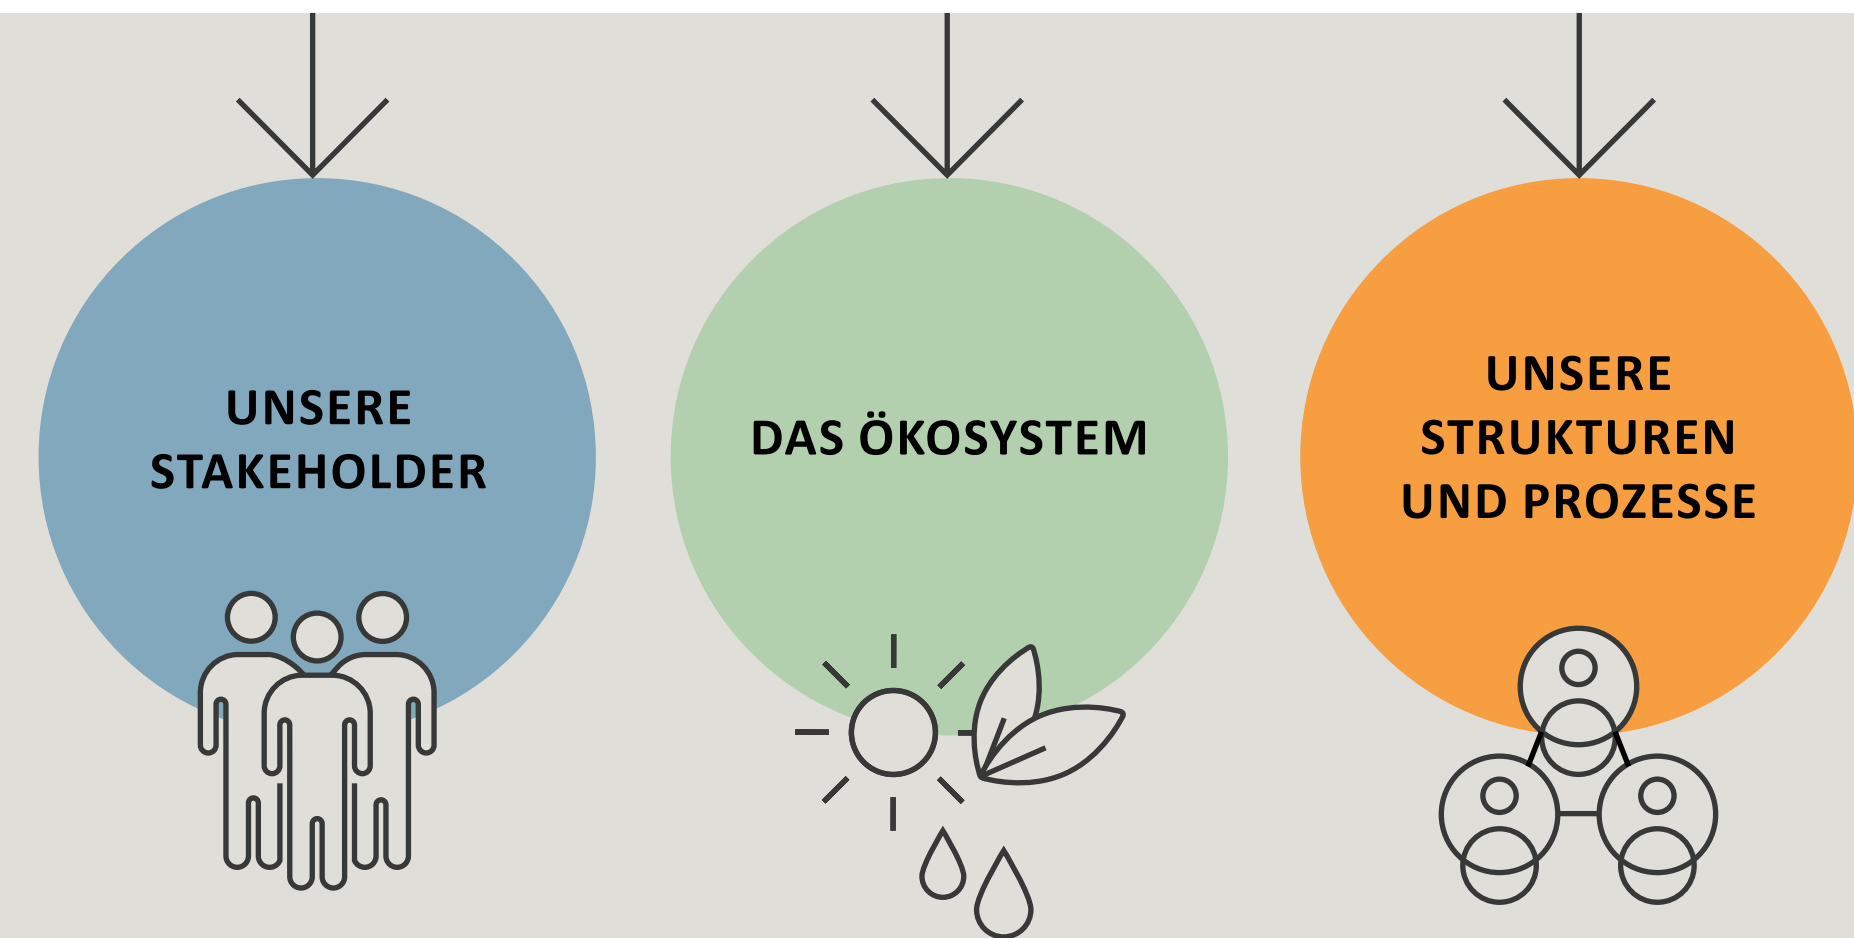 UNSERE
STAKEHOLDER
DAS ÖKOSYSTEM
UNSERE
STRUKTUREN
UND PROZESSE